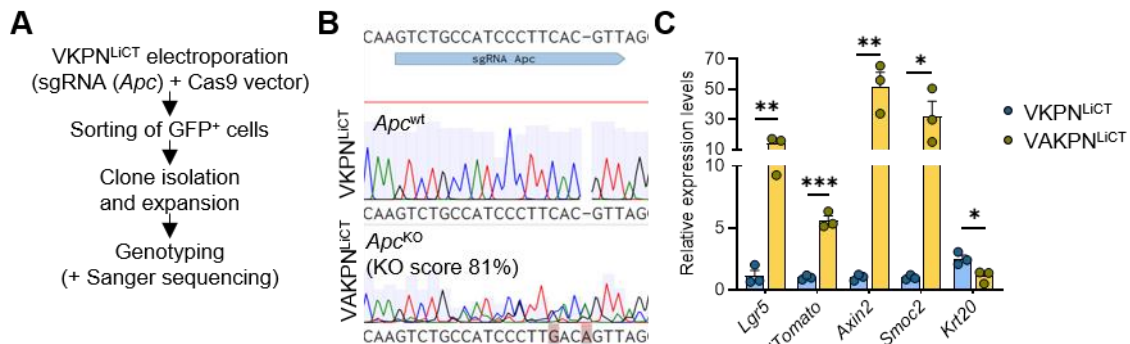 A
VKPN^LiCT electroporation
(sgRNA (Apc) + Cas9 vector)
Sorting of GFP⁺ cells
Clone isolation
and expansion
Genotyping
(+ Sanger sequencing)
B
CAAGTCTGCCATCCCTTCAC-GTTAG
sgRNA Apc
VKPN^LiCT
Apc^wt
CAAGTCTGCCATCCCTTCAC-GTTAG
VAKPN^LiCT
Apc^KO
(KO score 81%)
CAAGTCTGCCATCCCTTGACAGTTAG
C
Relative expression levels
70
50
30
10
10
5
0
**
***
**
*
*
Lgr5
Tomato
Axin2
Smoc2
Krt20
VKPN^LiCT
VAKPN^LiCT